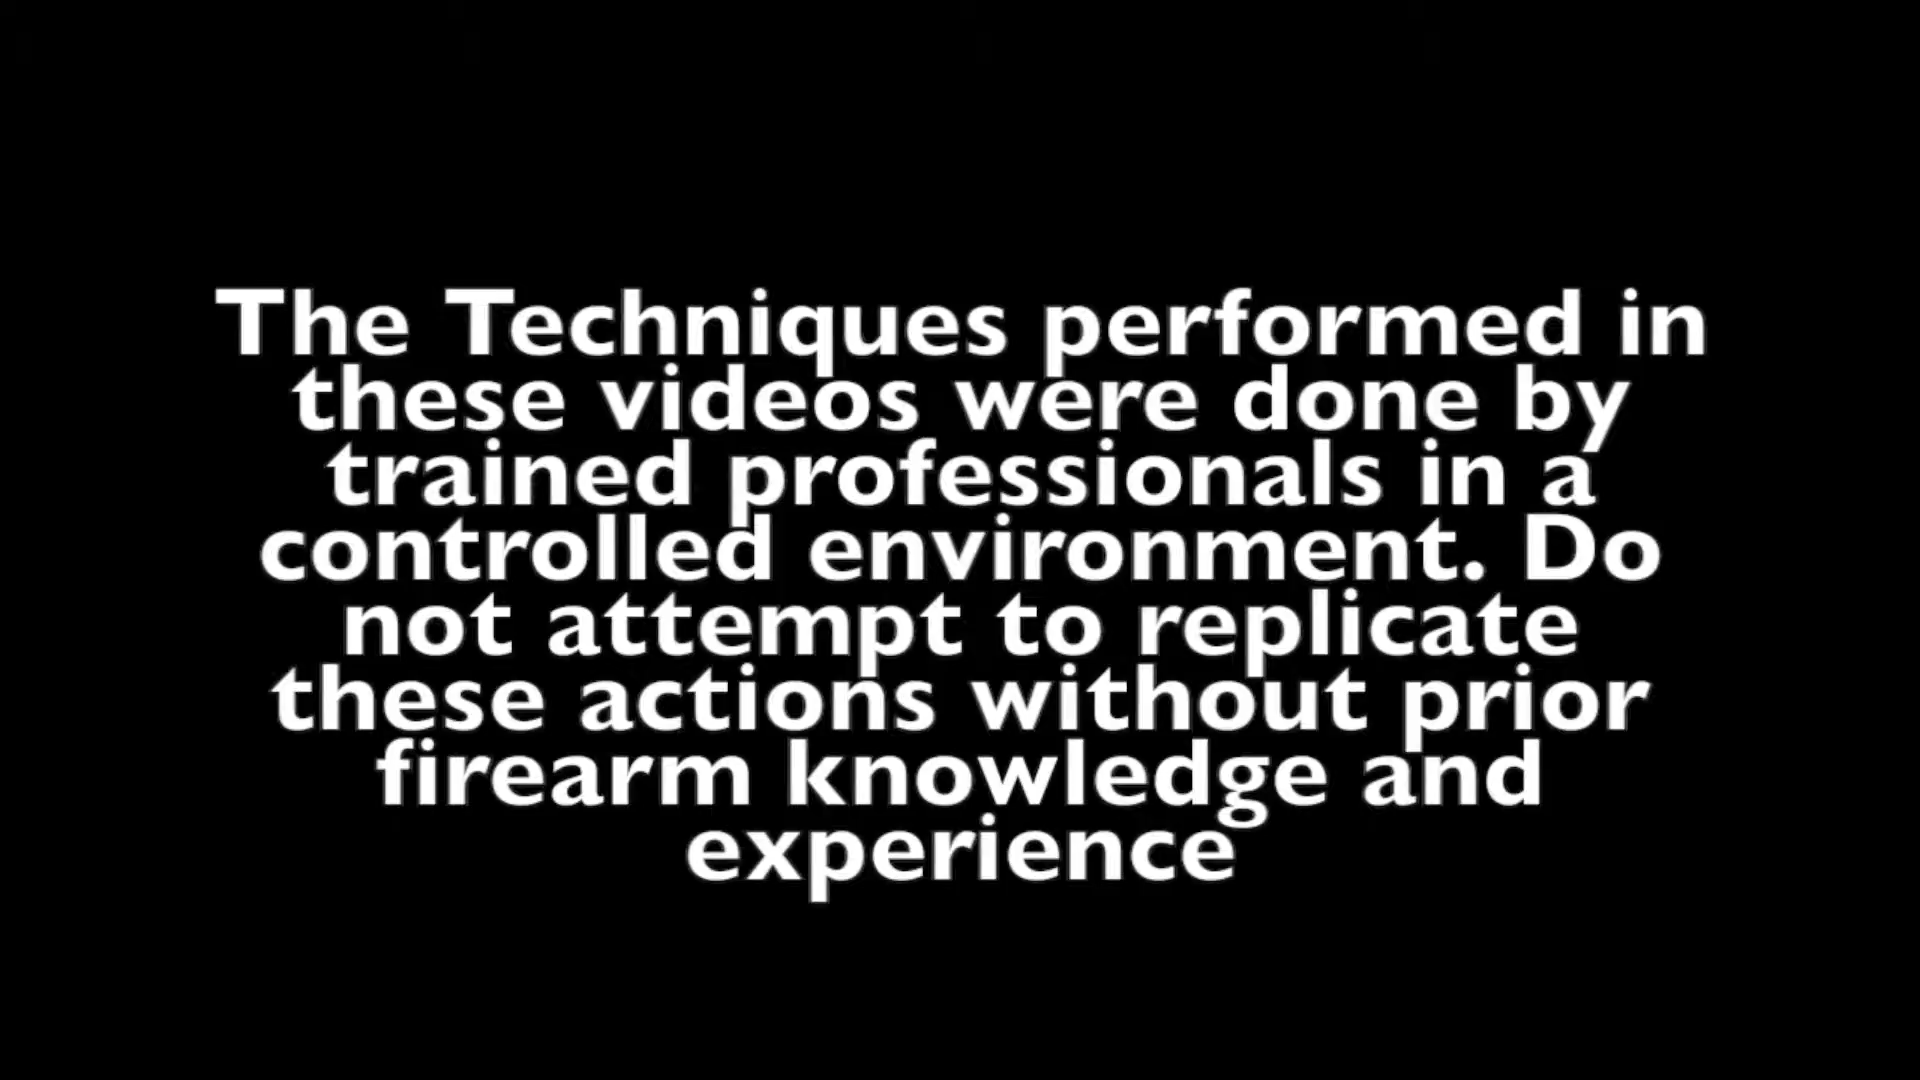 The Techniques performed in
these videos were done by
trained professionals in a
controlled environment. Do
not attempt to replicate
these actions without prior
firearm knowledge and
experience